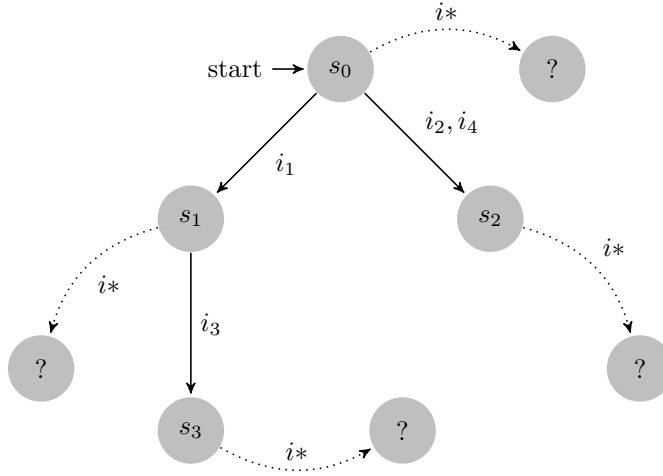 i*
start
s₀
?
i₂, i₄
i₁
s₁
s₂
i*
i*
i₃
?
?
s₃
?
i*